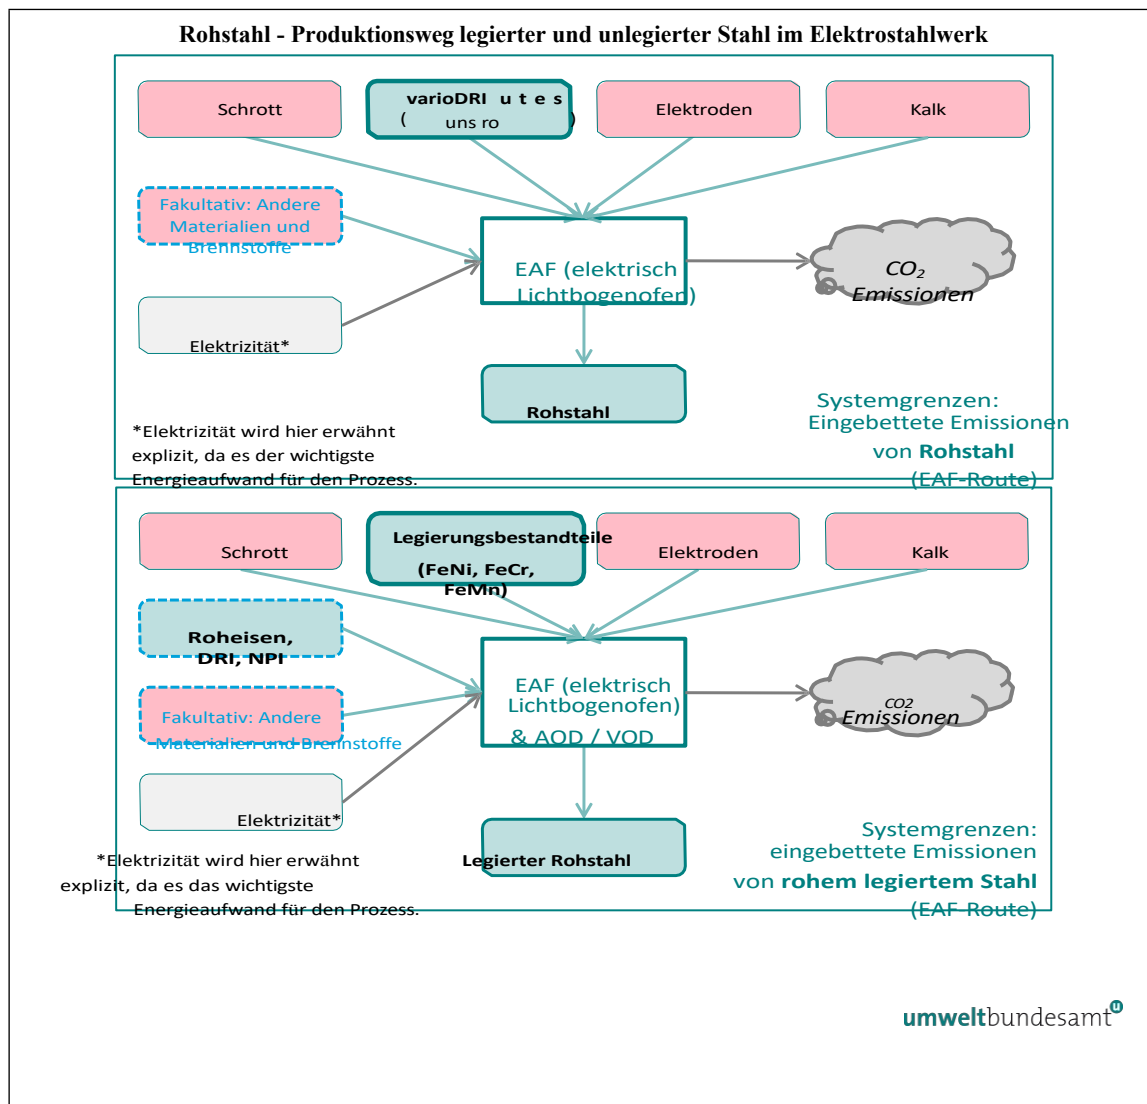 Rohstahl - Produktionsweg legierter und unlegierter Stahl im Elektrostahlwerk
Schrott
varioDRI u t e s
( uns ro )
Elektroden
Kalk
Fakultativ: Andere
Materialien und
Brennstoffe
EAF (elektrisch
Lichtbogenofen)
CO₂
Emissionen
Elektrizität*
Rohstahl
*Elektrizität wird hier erwähnt
explizit, da es der wichtigste
Energieaufwand für den Prozess.
Systemgrenzen:
Eingebettete Emissionen
von Rohstahl
(EAF-Route)
Schrott
Legierungsbestandteile
(FeNi, FeCr,
FeMn)
Elektroden
Kalk
Roheisen,
DRI, NPI
Fakultativ: Andere
Materialien und Brennstoffe
EAF (elektrisch
Lichtbogenofen)
& AOD / VOD
CO2
Emissionen
Elektrizität*
Legierter Rohstahl
*Elektrizität wird hier erwähnt
explizit, da es das wichtigste
Energieaufwand für den Prozess.
Systemgrenzen:
eingebettete Emissionen
von rohem legiertem Stahl
(EAF-Route)
umweltbundesamt u